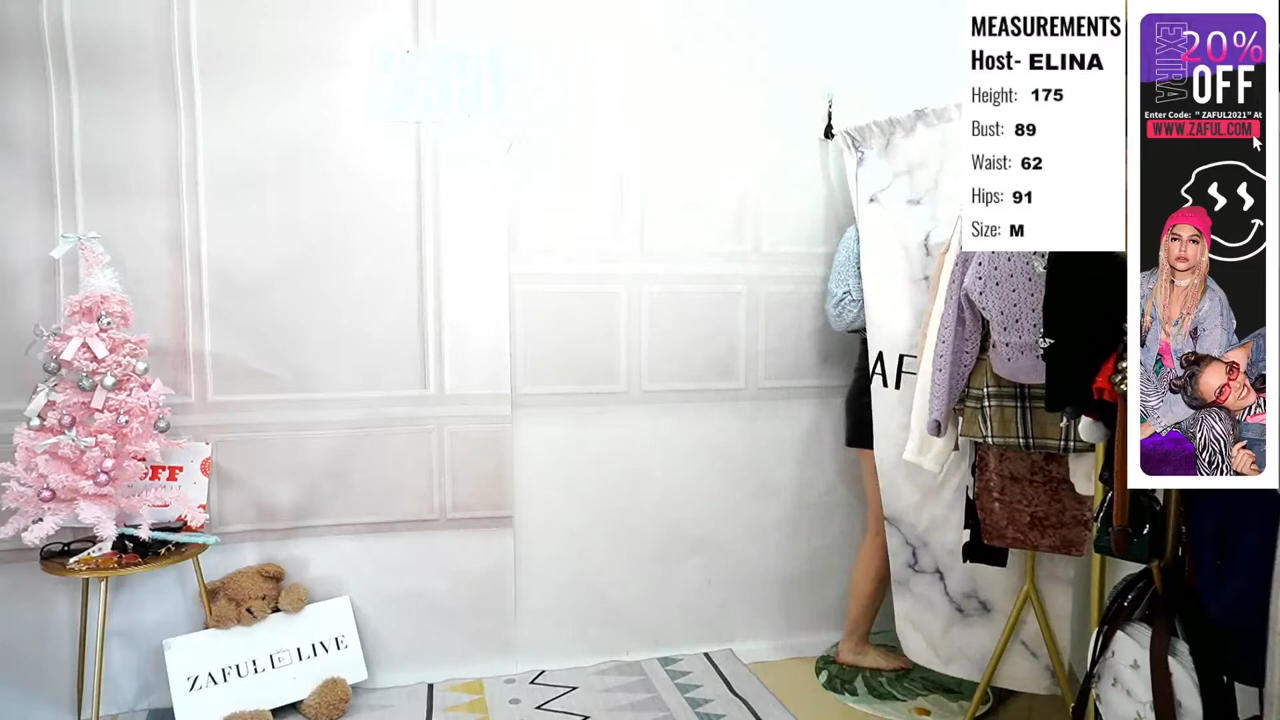 MEASUREMENTS
Host- ELINA
Height: 175
Bust: 89
Waist: 62
Hips: 91
Size: M
EXTRA
20%
OFF
Enter Code: "ZAFUL2021" At
WWW.ZAFUL.COM
AF
OFF
ZAFUL LIVE